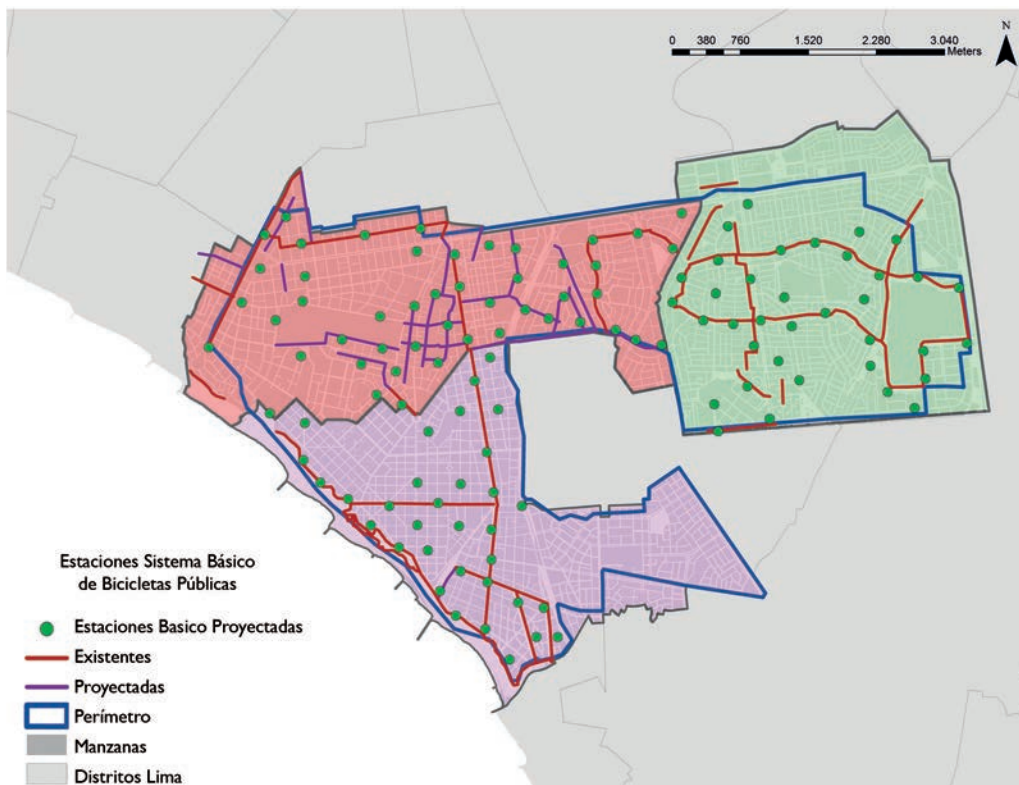 N
0 380 760 1.520 2.280 3.040
Meters
Estaciones Sistema Básico
de Bicicletas Públicas
Estaciones Basico Proyectadas
Existentes
Proyectadas
Perímetro
Manzanas
Distritos Lima